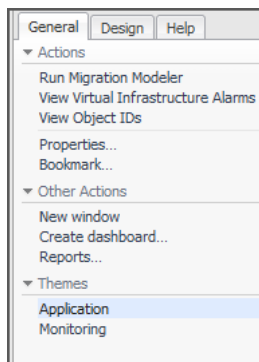 General Design Help
Actions
Run Migration Modeler
View Virtual Infrastructure Alarms
View Object IDs
Properties...
Bookmark...
Other Actions
New window
Create dashboard...
Reports...
Themes
Application
Monitoring